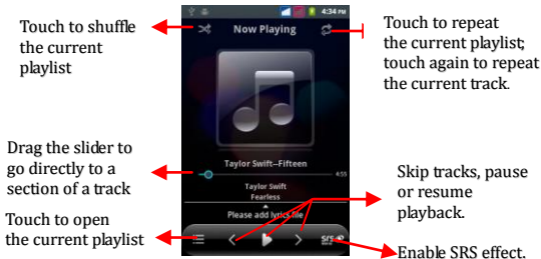 Touch to shuffle
the current
playlist
Drag the slider to
go directly to a
section of a track
Touch to open
the current playlist
4:34 PM
Now Playing
Taylor Swift--Fifteen
4:55
Taylor Swift
Fearless
Please add lyrics file
SRS
Touch to repeat
the current playlist;
touch again to repeat
the current track.
Skip tracks, pause
or resume
playback.
Enable SRS effect.